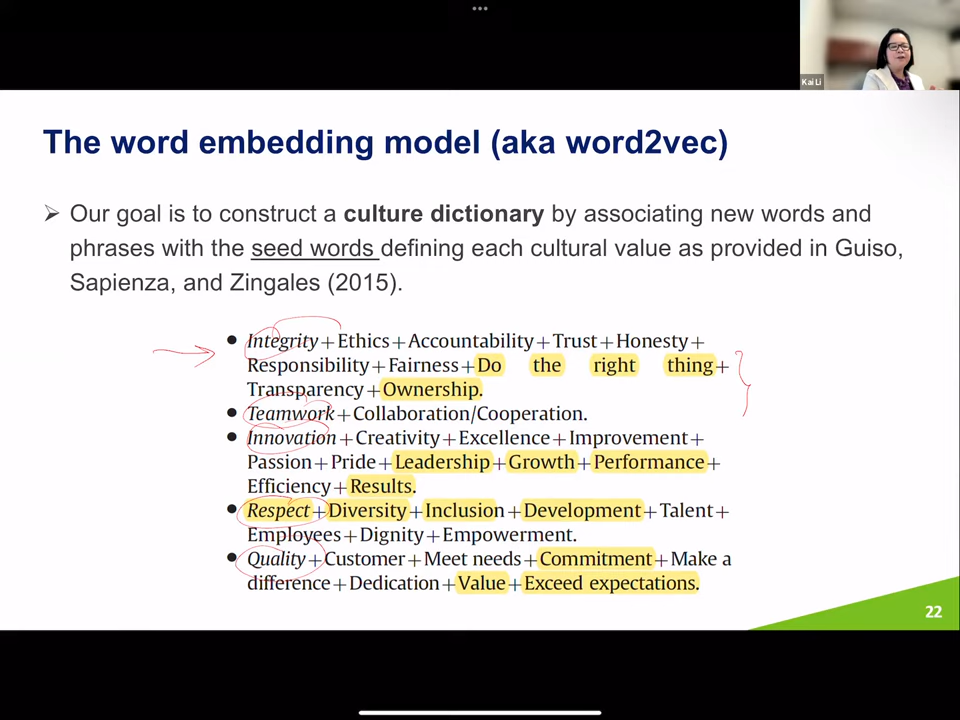 Kai Li
The word embedding model (aka word2vec)
➢ Our goal is to construct a culture dictionary by associating new words and
phrases with the seed words defining each cultural value as provided in Guiso,
Sapienza, and Zingales (2015).
● Integrity+Ethics+Accountability+Trust+Honesty+
Responsibility+Fairness+Do the right thing+
Transparency+Ownership.
● Teamwork+Collaboration/Cooperation.
● Innovation+Creativity+Excellence+Improvement+
Passion+Pride+Leadership+Growth+Performance+
Efficiency+Results.
● Respect+Diversity+Inclusion+Development+Talent+
Employees+Dignity+Empowerment.
● Quality+Customer+Meet needs+Commitment+Make a
difference+Dedication+Value+Exceed expectations.
22